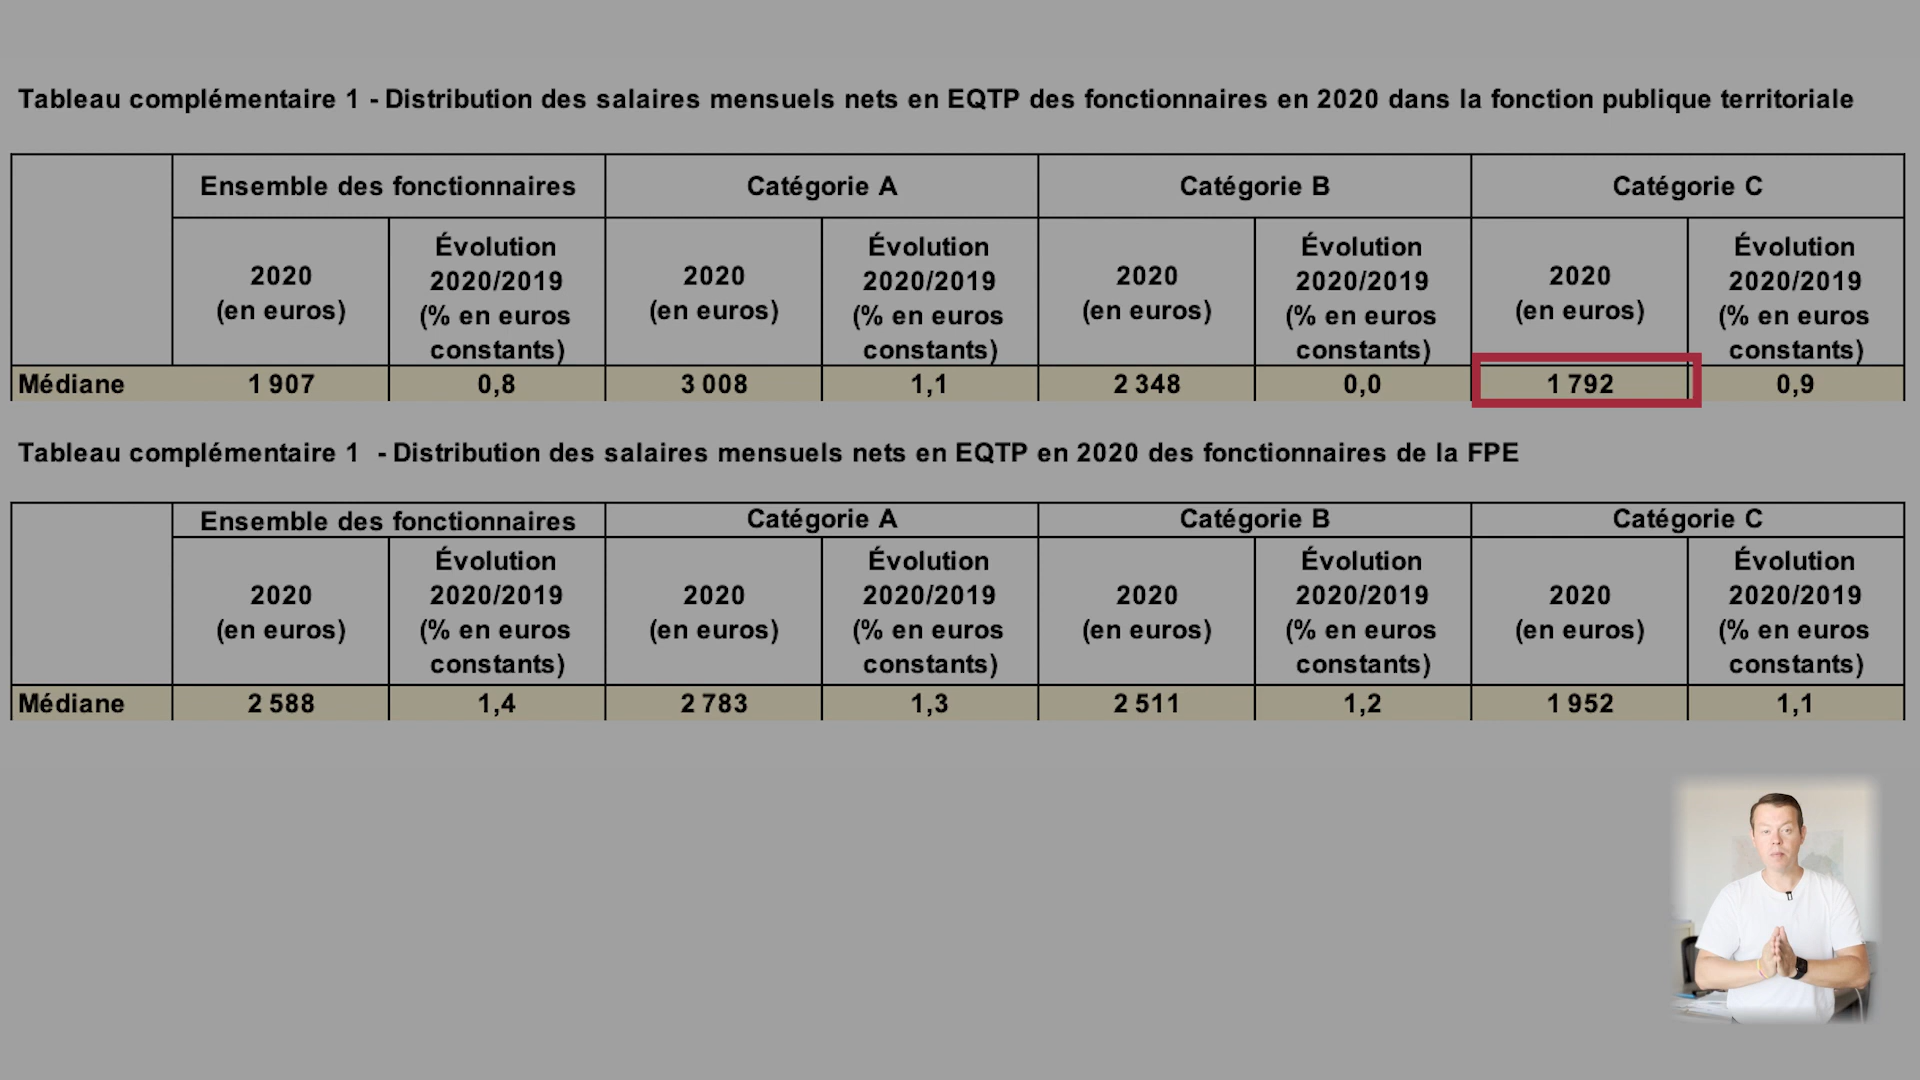 Tableau complémentaire 1 - Distribution des salaires mensuels nets en EQTP des fonctionnaires en 2020 dans la fonction publique territoriale
Ensemble des fonctionnaires Catégorie A Catégorie B Catégorie C
2020 (en euros) Évolution 2020/2019 (% en euros constants) 2020 (en euros) Évolution 2020/2019 (% en euros constants) 2020 (en euros) Évolution 2020/2019 (% en euros constants) 2020 (en euros) Évolution 2020/2019 (% en euros constants)
Médiane 1 907 0,8 3 008 1,1 2 348 0,0 1 792 0,9
Tableau complémentaire 1 - Distribution des salaires mensuels nets en EQTP en 2020 des fonctionnaires de la FPE
Ensemble des fonctionnaires Catégorie A Catégorie B Catégorie C
2020 (en euros) Évolution 2020/2019 (% en euros constants) 2020 (en euros) Évolution 2020/2019 (% en euros constants) 2020 (en euros) Évolution 2020/2019 (% en euros constants) 2020 (en euros) Évolution 2020/2019 (% en euros constants)
Médiane 2 588 1,4 2 783 1,3 2 511 1,2 1 952 1,1